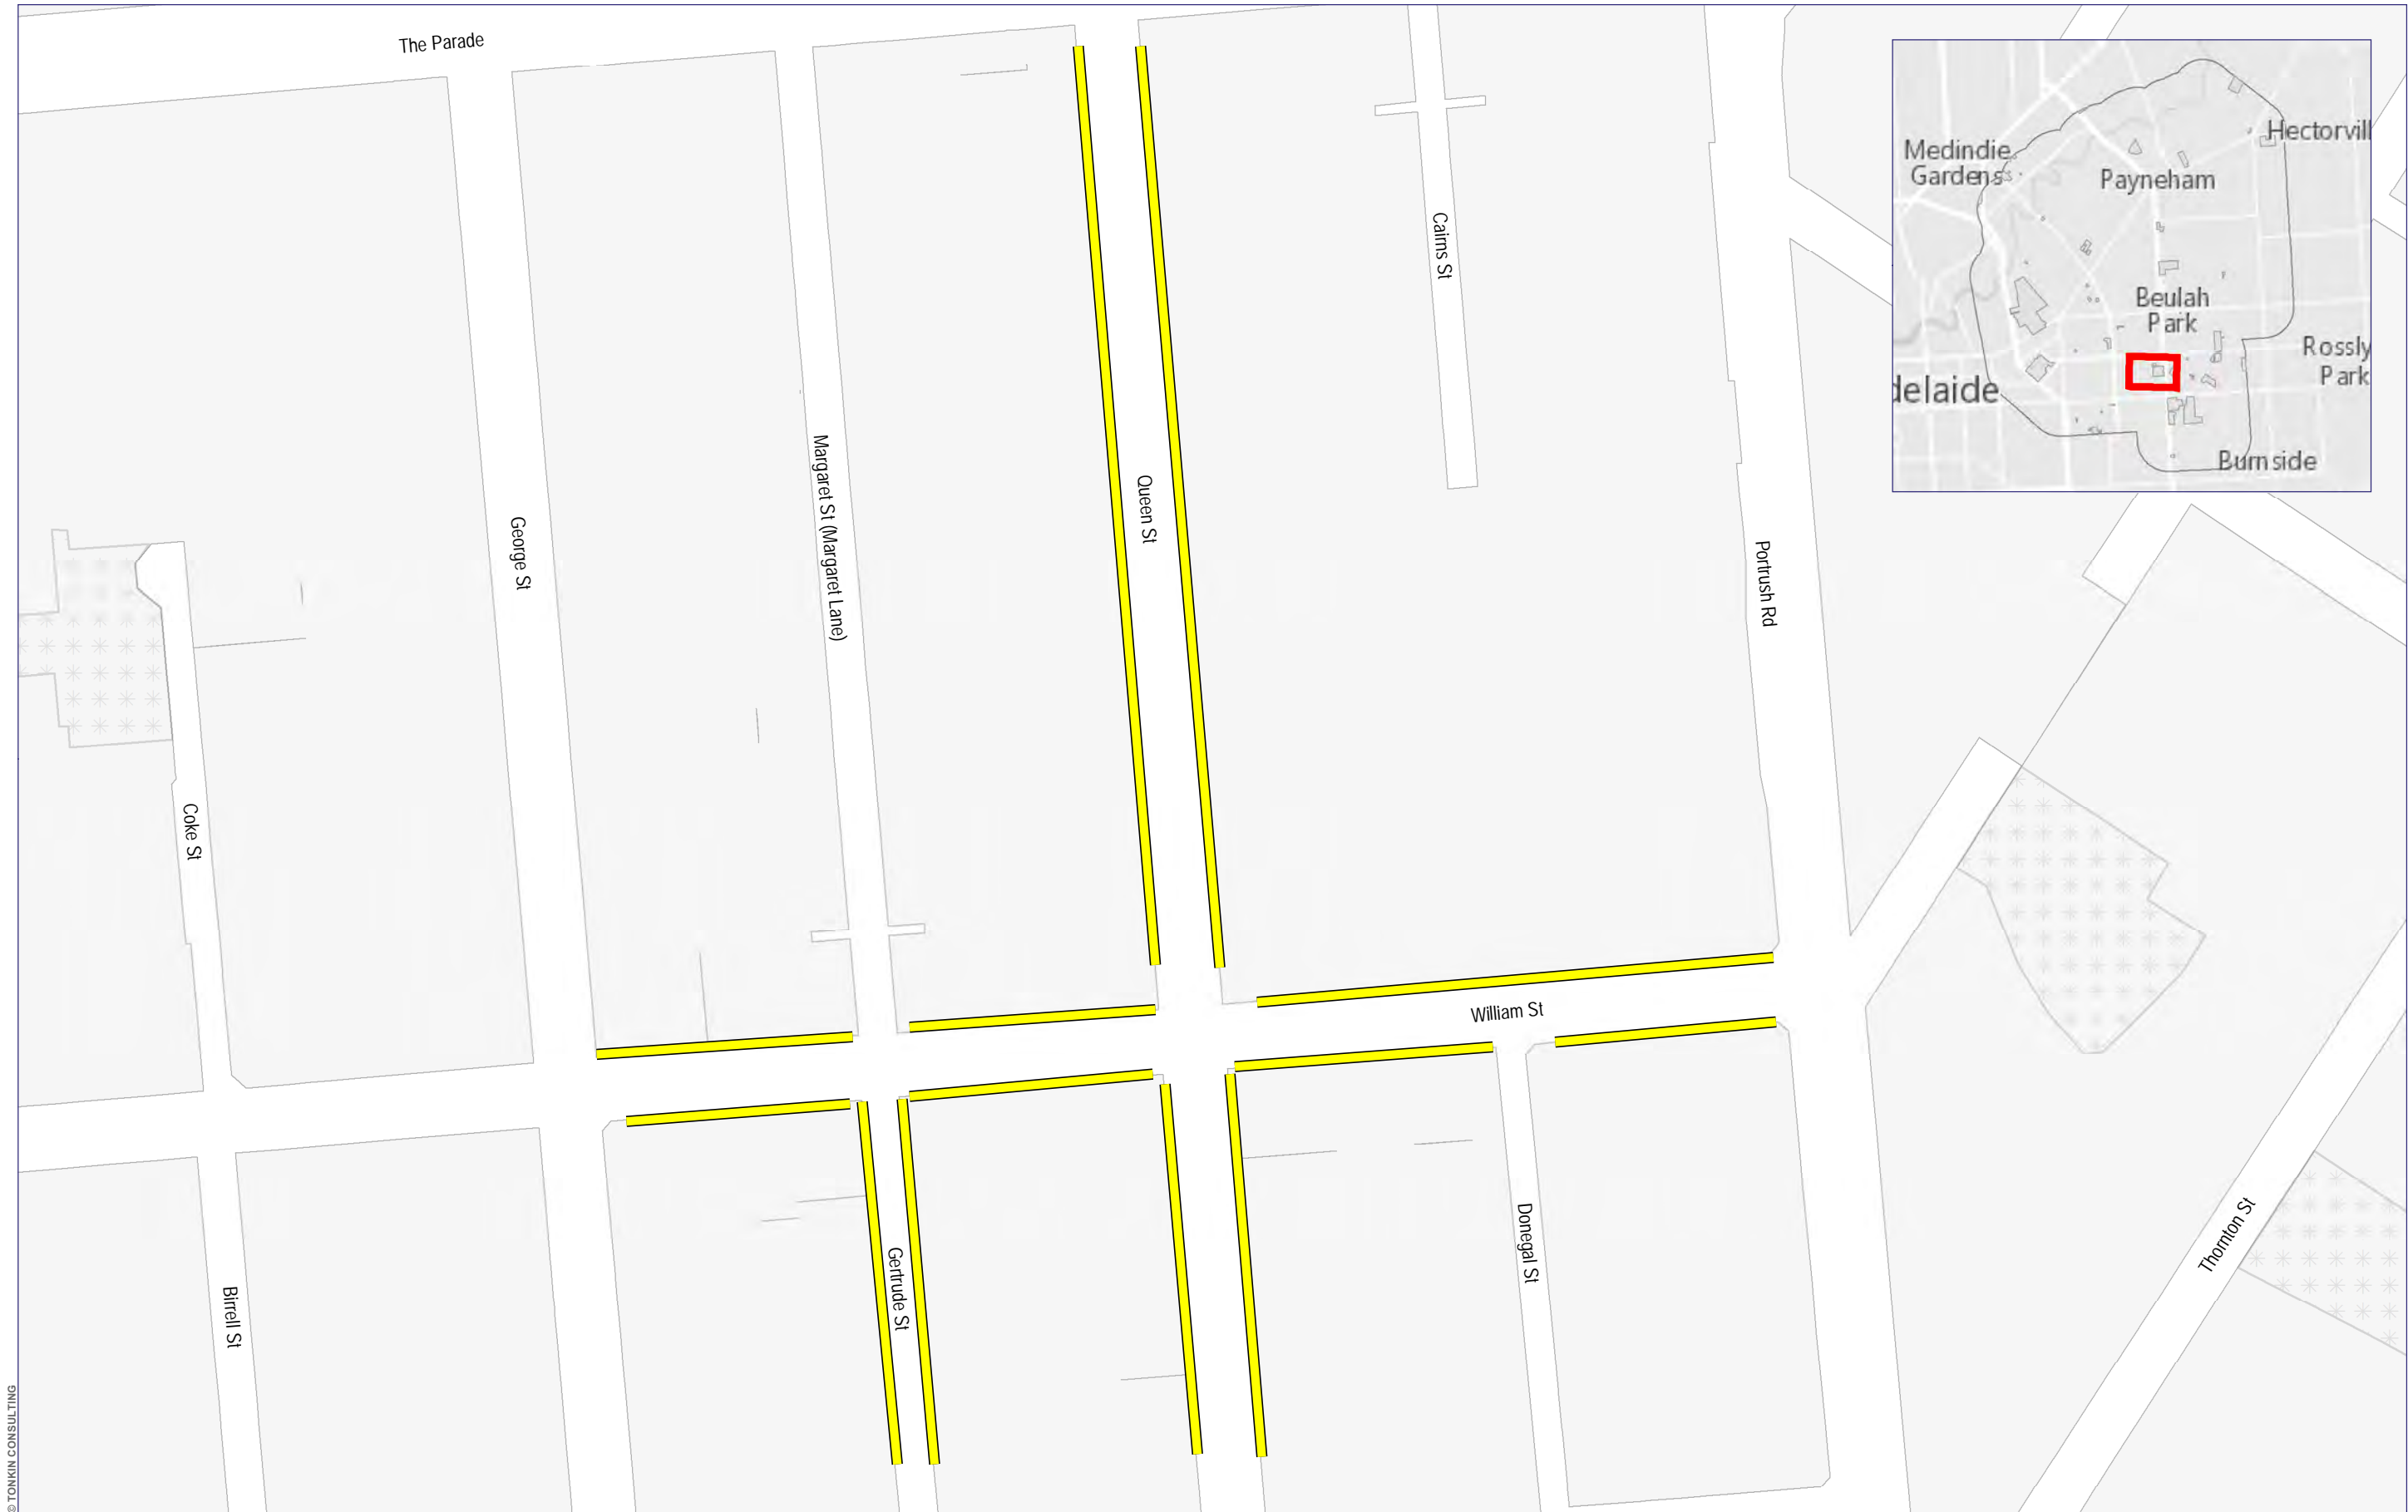 The Parade
Medindie
Gardens
Hectorvill
Payneham
Cairns St
Beulah
Park
Rossly
Park
delaide
Burnside
Queen St
Margaret St (Margaret Lane)
George St
Portrush Rd
Coke St
William St
Donegal St
Thornton St
Gertrude St
Birrell St
© TONKIN CONSULTING